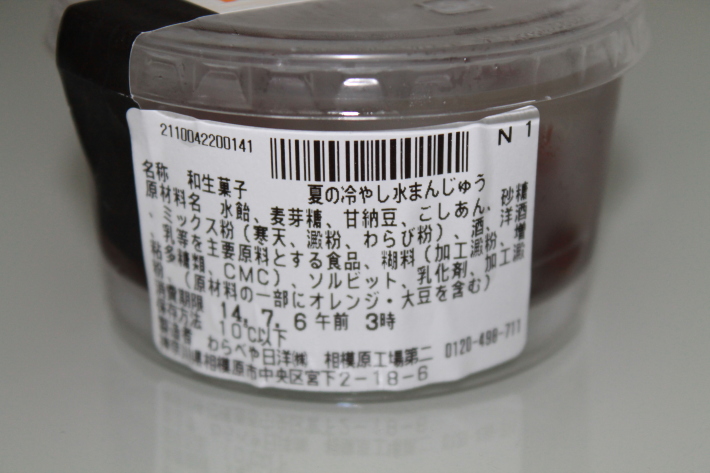 2110042200141
N 1
名称 和生菓子 夏の冷やし水まんじゅう
原材料名 水飴、麦芽糖、甘納豆、ごしあん、砂糖
、ミックス粉(寒天、澱粉、わらび粉)、酒、洋酒
、乳等を主要原料とする食品、糊料(加工澱粉、増
粘多糖類、CMC)、ソルビット、乳化剤、加工澱
粉、(原材料の一部にオレンジ・大豆を含む)
消費期限 14.7.6午前 3時
保存方法 10℃以下
製造者 わらべや日洋㈱ 相模原工場第二 0120-498-711
神奈川県相模原市中央区宮下2-18-6